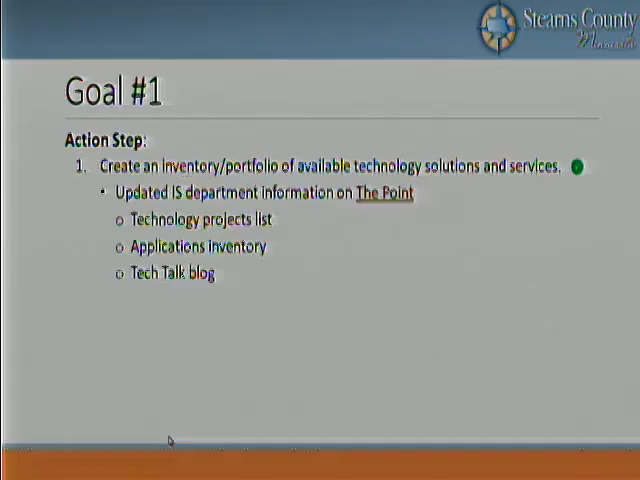 Stearns County
Minnesota
Goal #1
Action Step:
1. Create an inventory/portfolio of available technology solutions and services.
• Updated IS department information on The Point
o Technology projects list
o Applications inventory
o Tech Talk blog